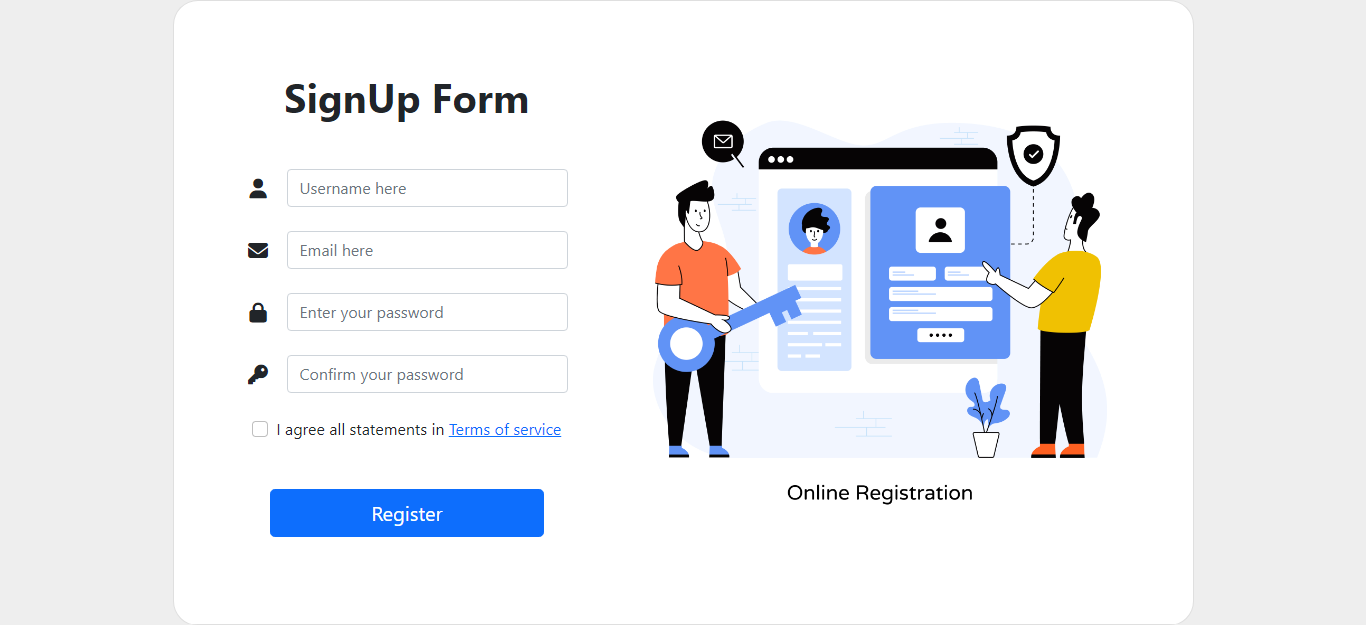 SignUp Form
Username here
Email here
Enter your password
Confirm your password
I agree all statements in Terms of service
Register
Online Registration